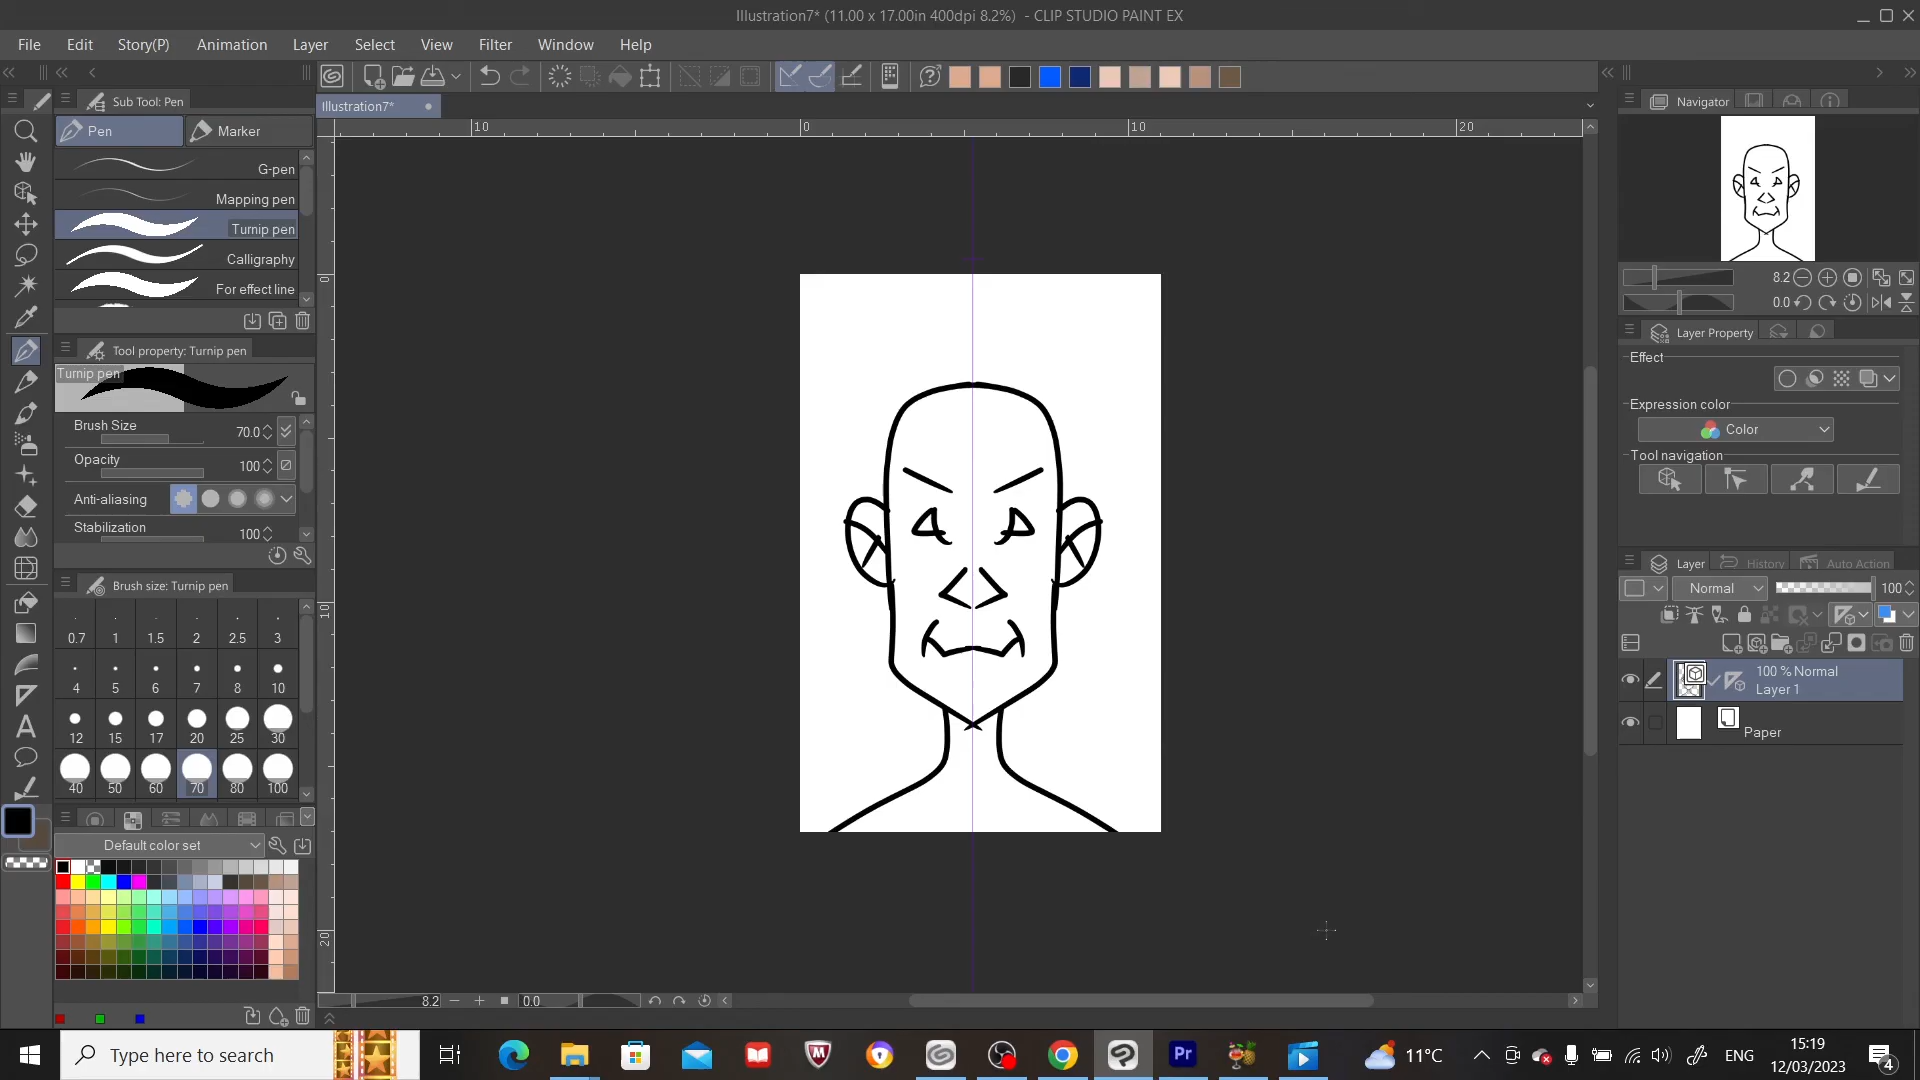 Illustration7* (11.00 x 17.00in 400dpi 8.2%) - CLIP STUDIO PAINT EX
File Edit Story(P) Animation Layer Select View Filter Window Help
Sub Tool: Pen
Illustration7*
Navigator
Pen
Marker
10 0 10 20
G-pen
Mapping pen
Turnip pen
Calligraphy
For effect line
8.2
0.0
Tool property: Turnip pen
Layer Property
Turnip pen
Effect
Expression color
Color
Brush Size 70.0
Opacity 100
Tool navigation
Anti-aliasing
Stabilization 100
Layer History Auto Action
Brush size: Turnip pen
Normal 100
0.7 1 1.5 2 2.5 3
4 5 6 7 8 10
12 15 17 20 25 30
40 50 60 70 80 100
100 % Normal
Layer 1
Paper
0
10
20
Default color set
8.2 0.0
Type here to search
Pr
11°C
ENG
15:19
12/03/2023
4